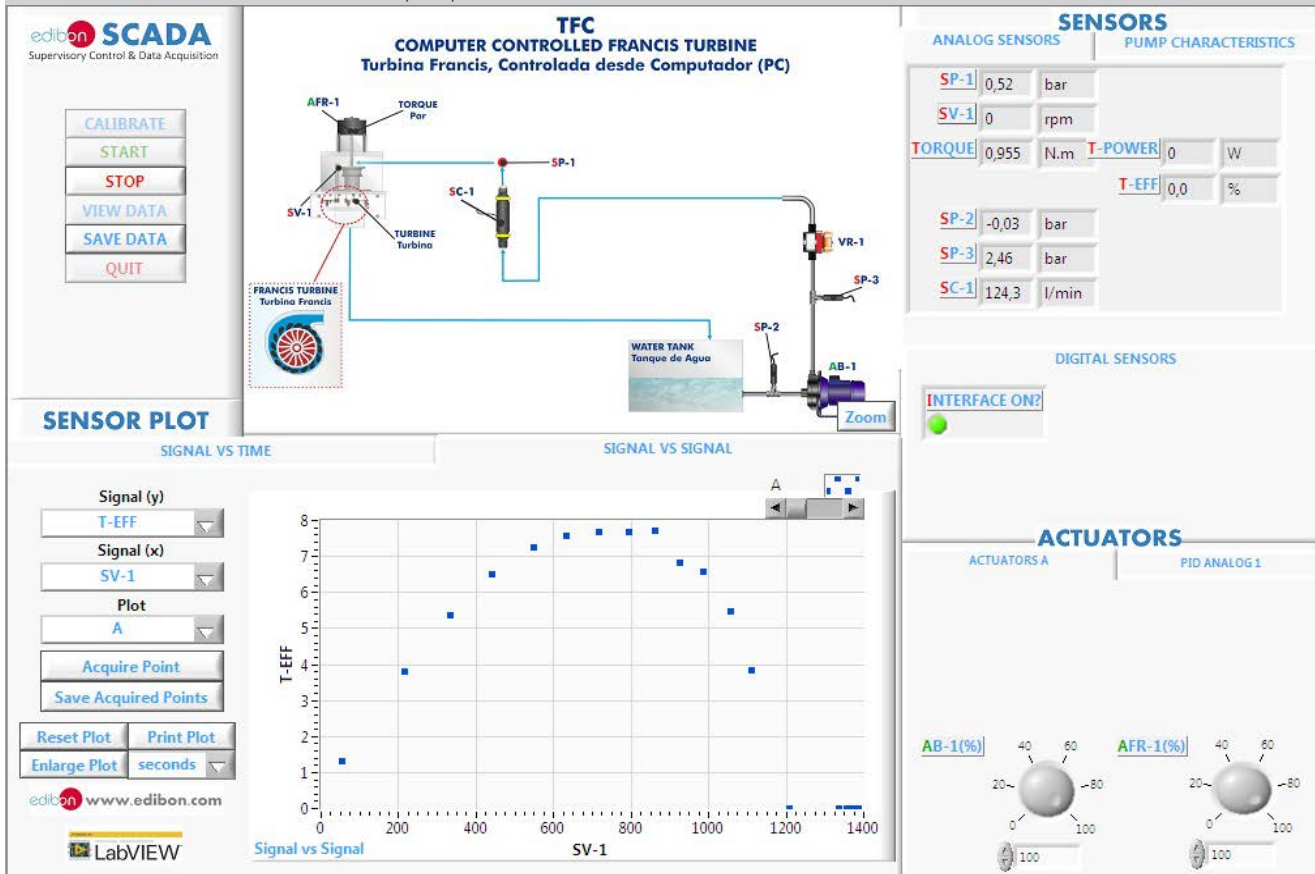 edibon SCADA
Supervisory Control & Data Acquisition
CALIBRATE
START
STOP
VIEW DATA
SAVE DATA
QUIT
TFC
COMPUTER CONTROLLED FRANCIS TURBINE
Turbina Francis, Controlada desde Computador (PC)
AFR-1
TORQUE
Par
SP-1
SC-1
SV-1
TURBINE
Turbina
VR-1
SP-3
FRANCIS TURBINE
Turbina Francis
SP-2
WATER TANK
Tanque de Agua
AB-1
Zoom
SENSORS
ANALOG SENSORS
PUMP CHARACTERISTICS
SP-1 0,52 bar
SV-1 0 rpm
TORQUE 0,955 N.m T-POWER 0 W
T-EFF 0,0 %
SP-2 -0,03 bar
SP-3 2,46 bar
SC-1 124,3 l/min
DIGITAL SENSORS
INTERFACE ON?
SENSOR PLOT
SIGNAL VS TIME
SIGNAL VS SIGNAL
Signal (y)
T-EFF
Signal (x)
SV-1
Plot
A
Acquire Point
Save Acquired Points
Reset Plot Print Plot
Enlarge Plot seconds
edibon www.edibon.com
LabVIEW
A
8
7
6
5
4
3
2
1
0
T-EFF
0 200 400 600 800 1000 1200 1400
Signal vs Signal
SV-1
ACTUATORS
ACTUATORS A
PID ANALOG 1
AB-1(%)
0 20 40 60 80 100
100
AFR-1(%)
0 20 40 60 80 100
100